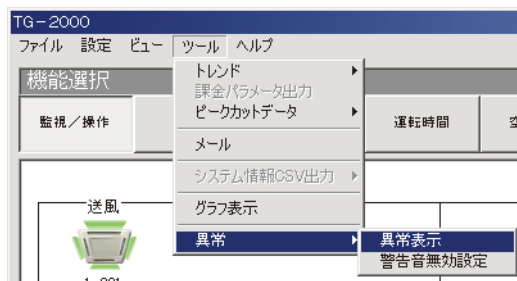 TG-2000
ファイル 設定 ビュー ツール ヘルプ
機能選択
トレンド
課金パラメータ出力
ピークカットデータ
監視/操作
運転時間
空
メール
システム情報CSV出力
送風
グラフ表示
異常
異常表示
警告音無効設定